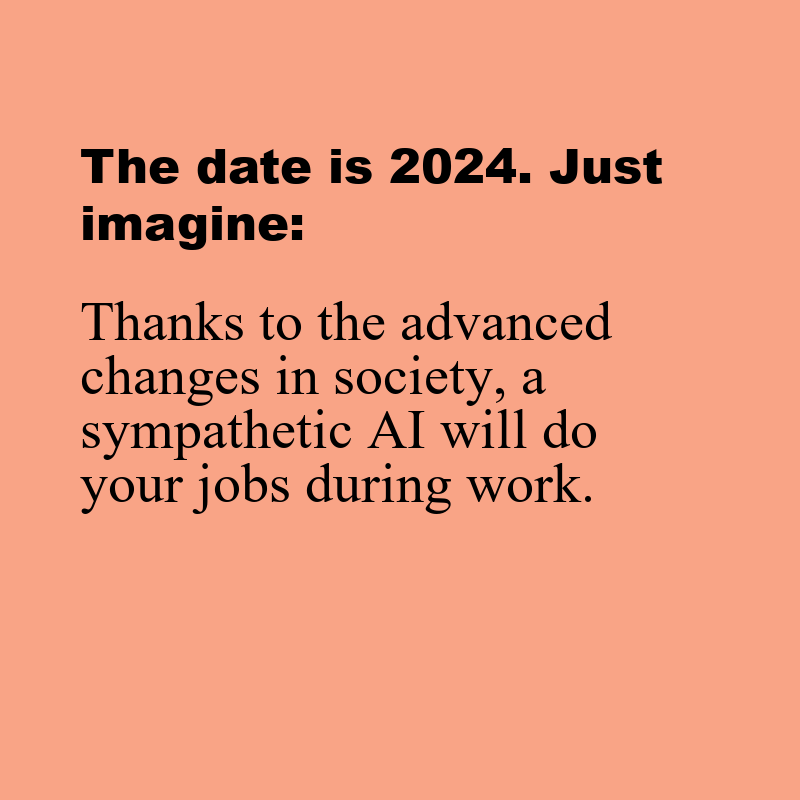 The date is 2024. Just
imagine:
Thanks to the advanced
changes in society, a
sympathetic AI will do
your jobs during work.